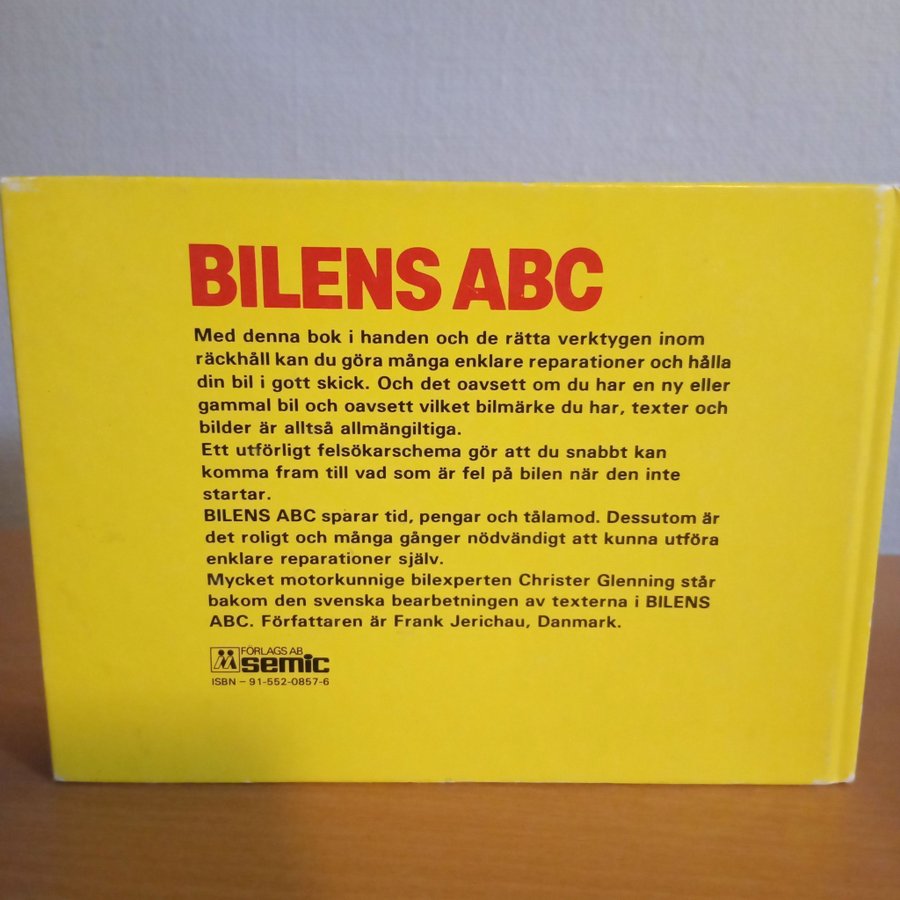 BILENS ABC
Med denna bok i handen och de rätta verktygen inom
räckhåll kan du göra många enklare reparationer och hålla
din bil i gott skick. Och det oavsett om du har en ny eller
gammal bil och oavsett vilket bilmärke du har, texter och
bilder är alltså allmängiltiga.
Ett utförligt felsökarschema gör att du snabbt kan
komma fram till vad som är fel på bilen när den inte
startar.
BILENS ABC sparar tid, pengar och tålamod. Dessutom är
det roligt och många gånger nödvändigt att kunna utföra
enklare reparationer själv.
Mycket motorkunnige bilexperten Christer Glenning står
bakom den svenska bearbetningen av texterna i BILENS
ABC. Författaren är Frank Jerichau, Danmark.
FÖRLAGS AB
semic
ISBN – 91-552-0857-6